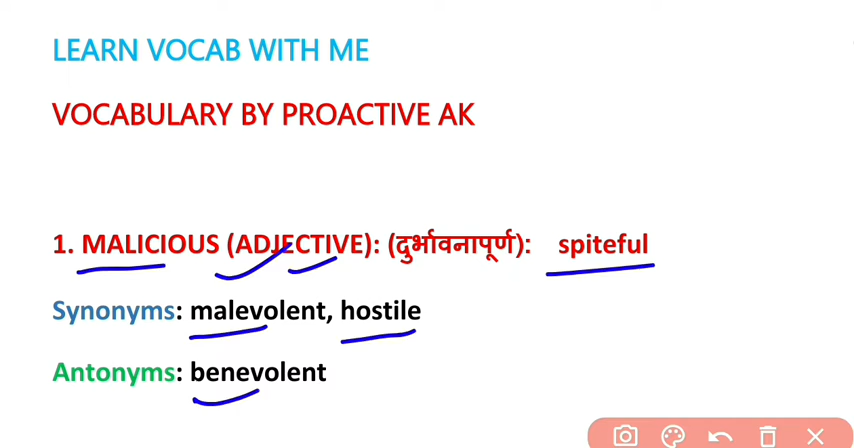 LEARN VOCAB WITH ME
VOCABULARY BY PROACTIVE AK
1. MALICIOUS (ADJECTIVE): (दुर्भावनापूर्ण): spiteful
Synonyms: malevolent, hostile
Antonyms: benevolent